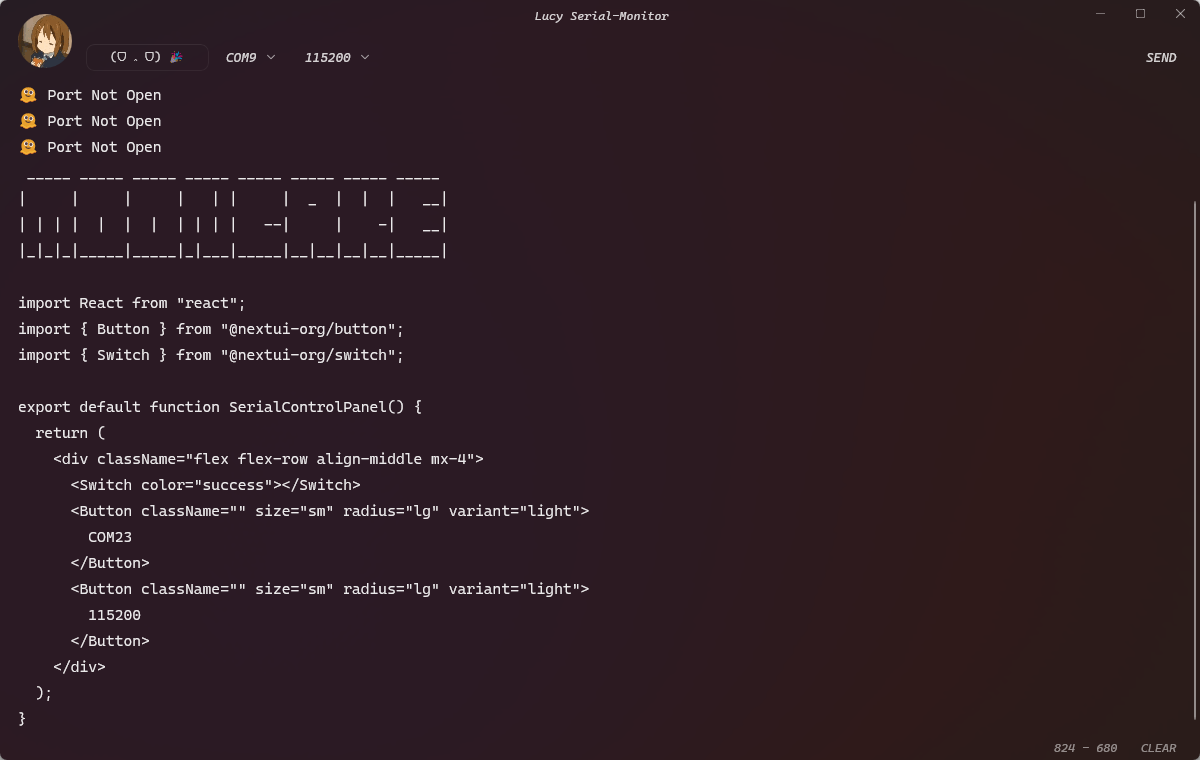 Lucy Serial-Monitor
(ᗜ ˰ ᗜ) 🎉 COM9 115200 SEND
🤗 Port Not Open
🤗 Port Not Open
🤗 Port Not Open
 _____ _____ _____ _____ _____ _____ _____ _____
|     |     |     |   | |     |  _  |  |  |   __|
| | | |  |  |  |  | | | |   --|     |    -|   __|
|_|_|_|_____|_____|_|___|_____|__|__|__|__|_____|
import React from "react";
import { Button } from "@nextui-org/button";
import { Switch } from "@nextui-org/switch";
export default function SerialControlPanel() {
  return (
    <div className="flex flex-row align-middle mx-4">
      <Switch color="success"></Switch>
      <Button className="" size="sm" radius="lg" variant="light">
        COM23
      </Button>
      <Button className="" size="sm" radius="lg" variant="light">
        115200
      </Button>
    </div>
  );
}
824 - 680 CLEAR